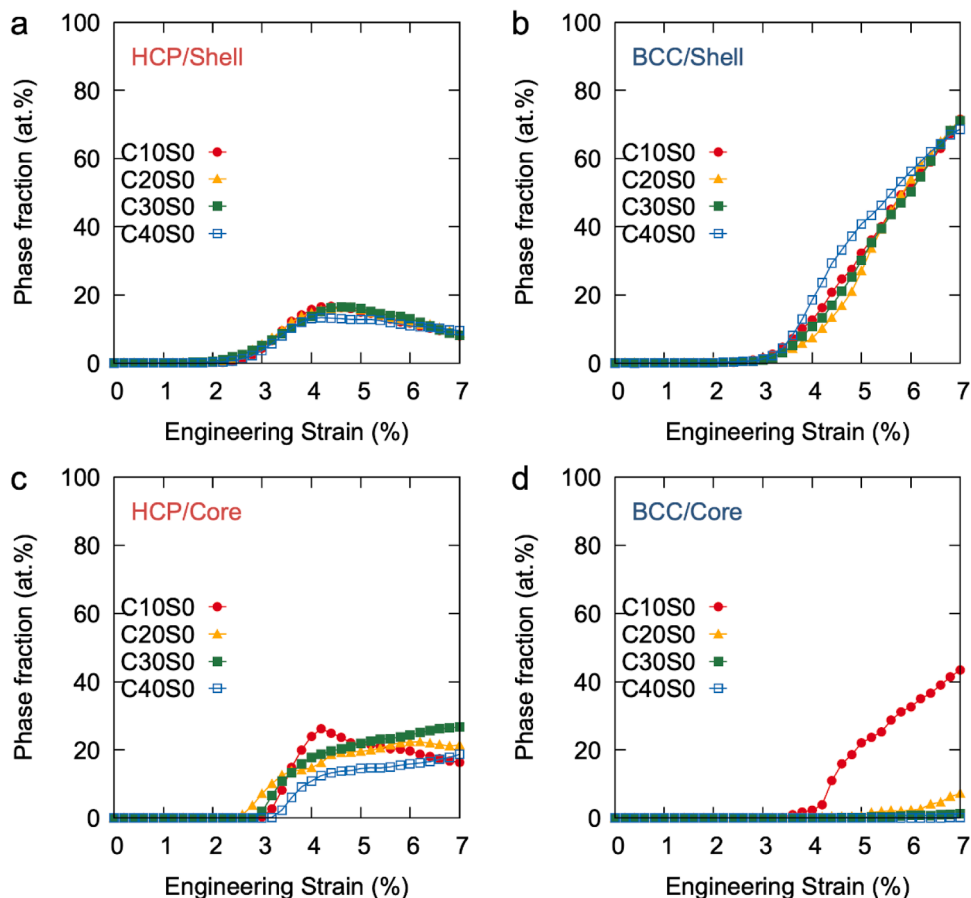 a
HCP/Shell
Phase fraction (at.%)
100
80
60
40
20
0
C10S0
C20S0
C30S0
C40S0
0 1 2 3 4 5 6 7
Engineering Strain (%)
b
BCC/Shell
Phase fraction (at.%)
100
80
60
40
20
0
C10S0
C20S0
C30S0
C40S0
0 1 2 3 4 5 6 7
Engineering Strain (%)
c
HCP/Core
Phase fraction (at.%)
100
80
60
40
20
0
C10S0
C20S0
C30S0
C40S0
0 1 2 3 4 5 6 7
Engineering Strain (%)
d
BCC/Core
Phase fraction (at.%)
100
80
60
40
20
0
C10S0
C20S0
C30S0
C40S0
0 1 2 3 4 5 6 7
Engineering Strain (%)